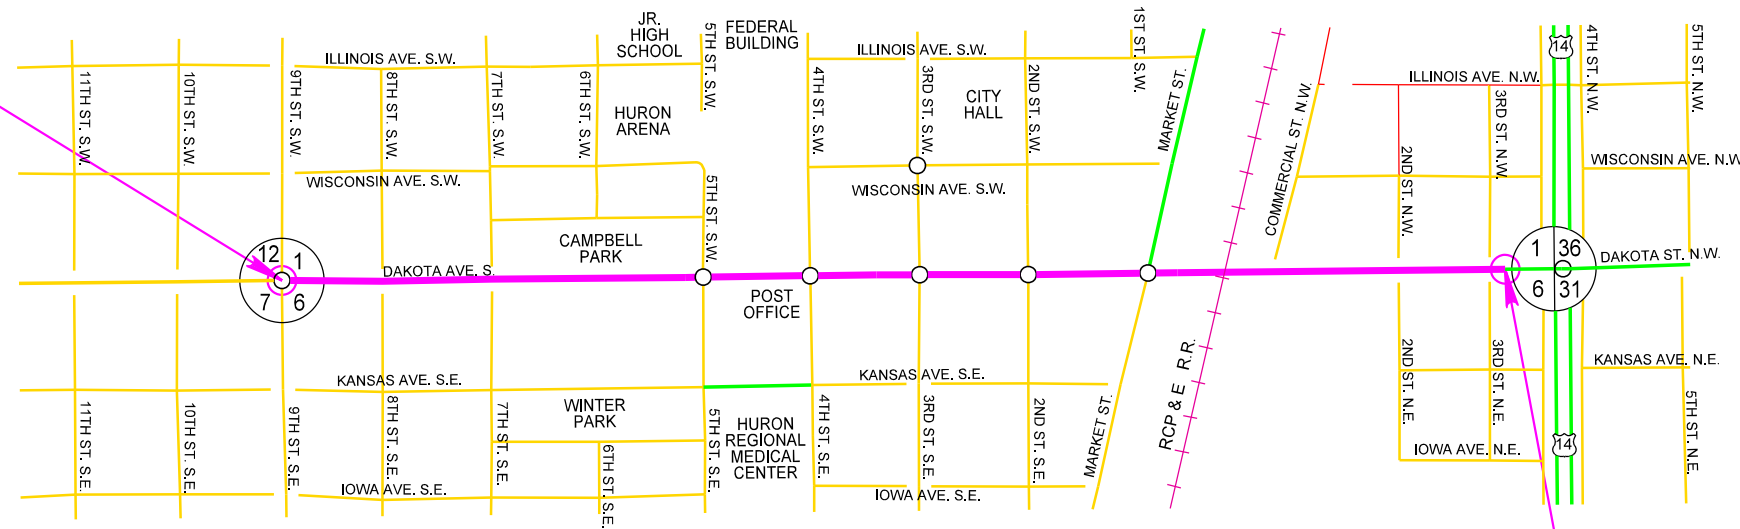 JR.
HIGH
SCHOOL
FEDERAL
BUILDING
5TH ST. S.W.
1ST ST. S.W.
14
4TH ST. N.W.
5TH ST. N.W.
ILLINOIS AVE. S.W.
ILLINOIS AVE. S.W.
ILLINOIS AVE. N.W.
11TH ST. S.W.
10TH ST. S.W.
9TH ST. S.W.
8TH ST. S.W.
7TH ST. S.W.
6TH ST. S.W.
HURON
ARENA
4TH ST. S.W.
3RD ST. S.W.
CITY
HALL
2ND ST. S.W.
MARKET ST.
COMMERCIAL ST. N.W.
2ND ST. N.W.
3RD ST. N.W.
WISCONSIN AVE. N.W
WISCONSIN AVE. S.W.
WISCONSIN AVE. S.W.
5TH ST. S.W.
CAMPBELL
PARK
12 1
7 6
DAKOTA AVE. S.
1 36
6 31
DAKOTA ST. N.W.
POST
OFFICE
RCP & E R.R.
2ND ST. N.E.
3RD ST. N.E.
KANSAS AVE. N.E.
KANSAS AVE. S.E.
KANSAS AVE. S.E.
11TH ST. S.E.
10TH ST. S.E.
9TH ST. S.E.
8TH ST. S.E.
7TH ST. S.E.
WINTER
PARK
6TH ST. S.E.
5TH ST. S.E.
HURON
REGIONAL
MEDICAL
CENTER
4TH ST. S.E.
3RD ST. S.E.
2ND ST. S.E.
MARKET ST.
IOWA AVE. N.E.
14
5TH ST. N.E.
IOWA AVE. S.E.
IOWA AVE. S.E.